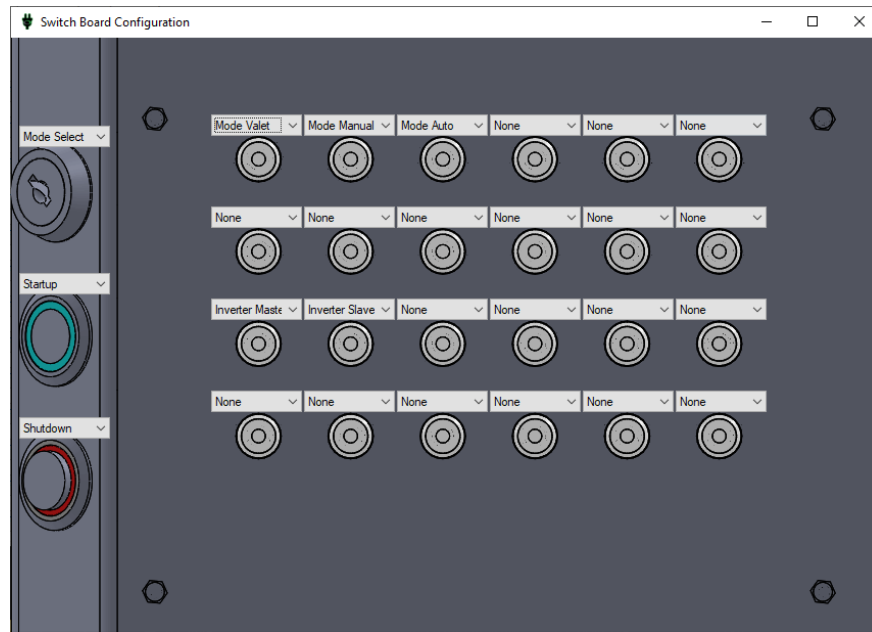 Switch Board Configuration
Mode Select
Mode Valet Mode Manual Mode Auto None None None
None None None None None None
Startup
Inverter Maste Inverter Slave None None None None
None None None None None None
Shutdown